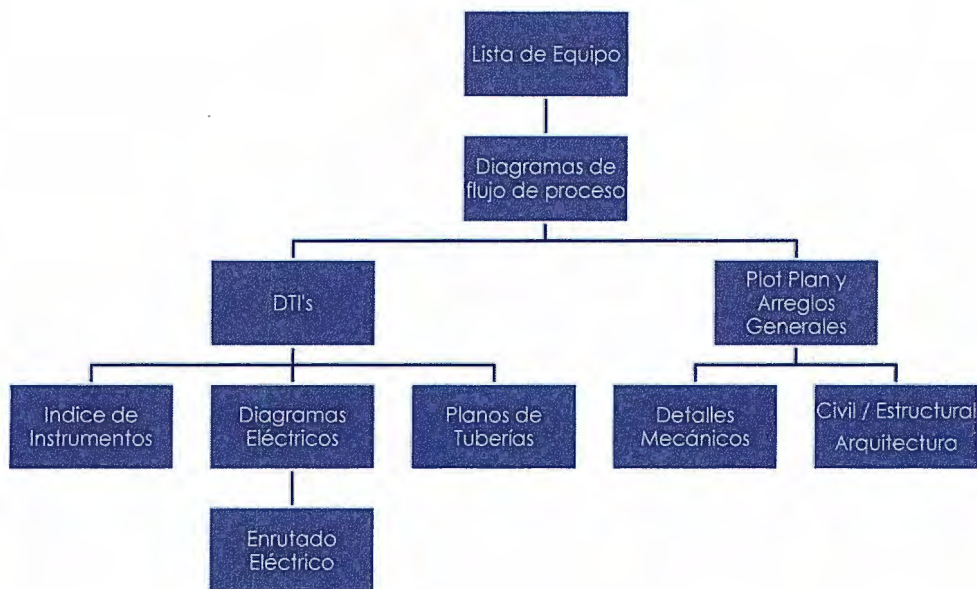 Lista de Equipo
Diagramas de
flujo de proceso
DTI's
Plot Plan y
Arreglos
Generales
Indice de
Instrumentos
Diagramas
Eléctricos
Planos de
Tuberías
Detalles
Mecánicos
Civil / Estructural
Arquitectura
Enrutado
Eléctrico